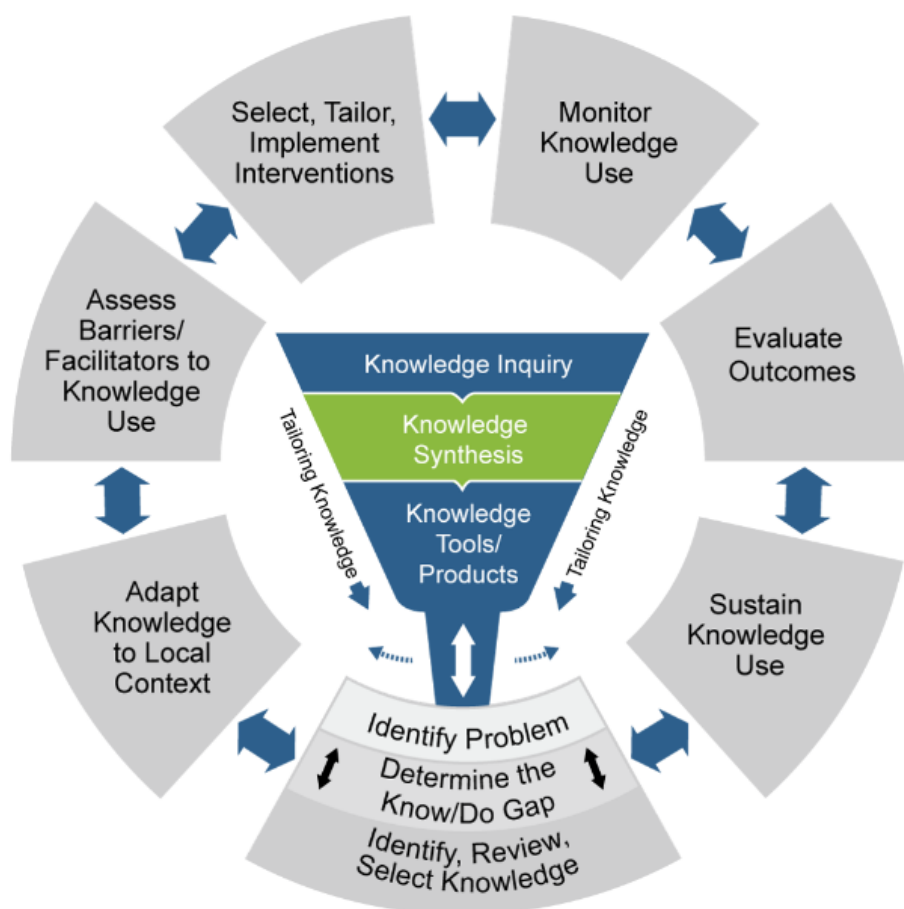 Select, Tailor,
Implement
Interventions
Monitor
Knowledge
Use
Assess
Barriers/
Facilitators to
Knowledge
Use
Evaluate
Outcomes
Knowledge Inquiry
Knowledge
Synthesis
Knowledge
Tools/
Products
Tailoring Knowledge
Tailoring Knowledge
Adapt
Knowledge
to Local
Context
Sustain
Knowledge
Use
Identify Problem
Determine the
Know/Do Gap
Identify, Review,
Select Knowledge